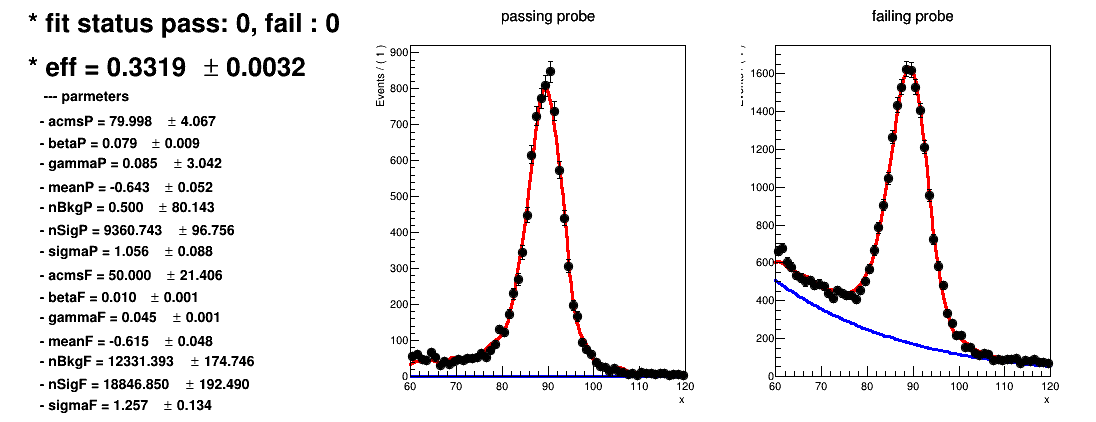 * fit status pass: 0, fail : 0
* eff = 0.3319 ± 0.0032
--- parmeters
- acmsP = 79.998 ± 4.067
- betaP = 0.079 ± 0.009
- gammaP = 0.085 ± 3.042
- meanP = -0.643 ± 0.052
- nBkgP = 0.500 ± 80.143
- nSigP = 9360.743 ± 96.756
- sigmaP = 1.056 ± 0.088
- acmsF = 50.000 ± 21.406
- betaF = 0.010 ± 0.001
- gammaF = 0.045 ± 0.001
- meanF = -0.615 ± 0.048
- nBkgF = 12331.393 ± 174.746
- nSigF = 18846.850 ± 192.490
- sigmaF = 1.257 ± 0.134
passing probe
Events / ( 1 )
900
800
700
600
500
400
300
200
100
0
60 70 80 90 100 110 120
x
failing probe
1600
1400
1200
1000
800
600
400
200
0
60 70 80 90 100 110 120
x